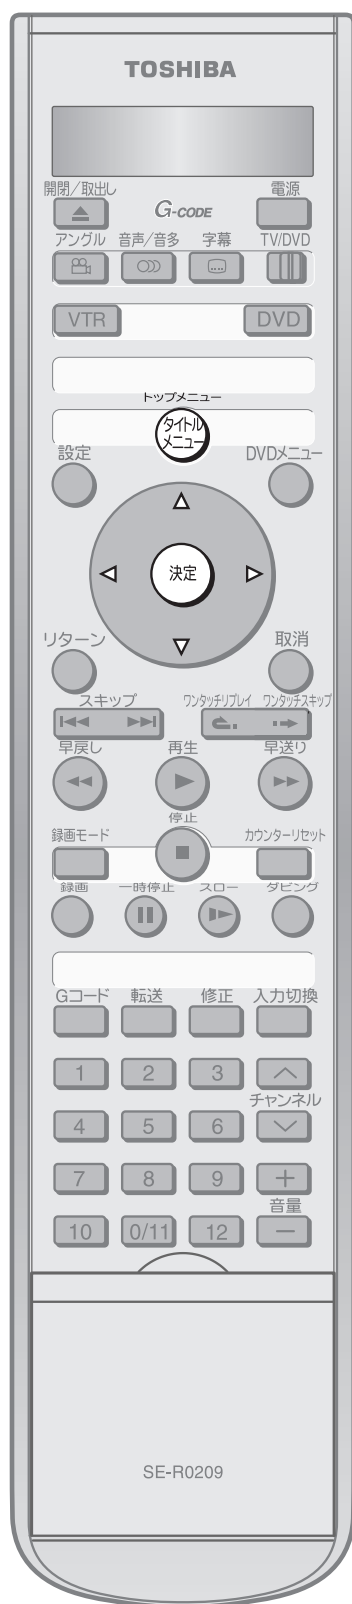 TOSHIBA
開閉/取出し G-CODE 電源
アングル 音声/音多 字幕 TV/DVD
VTR DVD
トップメニュー
タイトル
メニュー
設定 DVDメニュー
決定
リターン 取消
スキップ ワンタッチリプレイ ワンタッチスキップ
早戻し 再生 早送り
停止
録画モード カウンターリセット
録画 一時停止 スロー ダビング
Gコード 転送 修正 入力切換
1 2 3
チャンネル
4 5 6
7 8 9 +
音量
10 0/11 12 −
SE-R0209